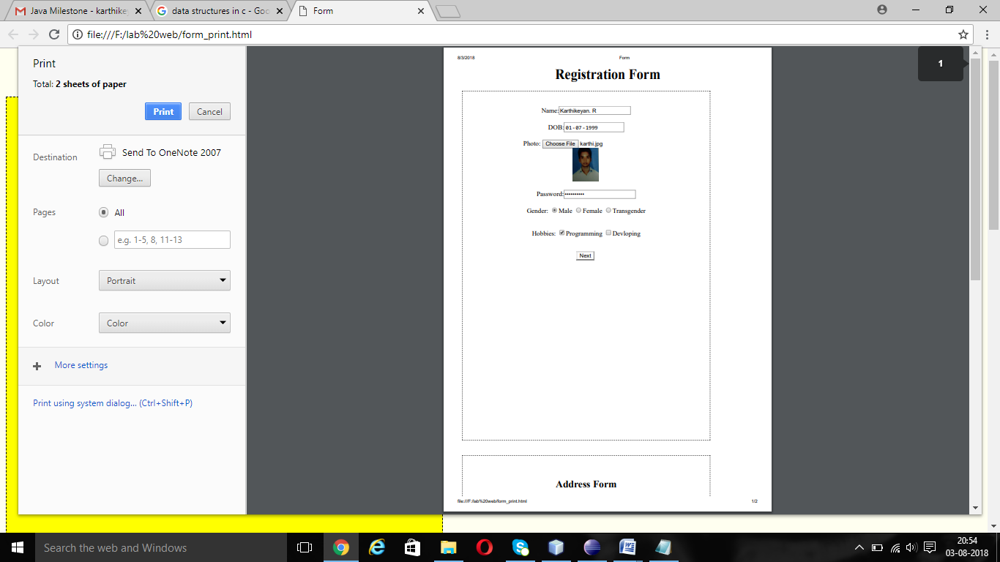 Java Milestone - karthike
data structures in c - Goo
Form
file:///F:/lab%20web/form_print.html
Print
Total: 2 sheets of paper
Print
Cancel
Destination
Send To OneNote 2007
Change...
Pages
All
e.g. 1-5, 8, 11-13
Layout
Portrait
Color
Color
More settings
Print using system dialog... (Ctrl+Shift+P)
8/3/2018
Form
Registration Form
Name: Karthikeyan. R
DOB: 01-07-1999
Photo: Choose File karthi.jpg
Password: ••••••••••
Gender: Male Female Transgender
Hobbies: Programming Devloping
Next
Address Form
file:///F:/lab%20web/form_print.html
1/2
1
Search the web and Windows
20:54
03-08-2018